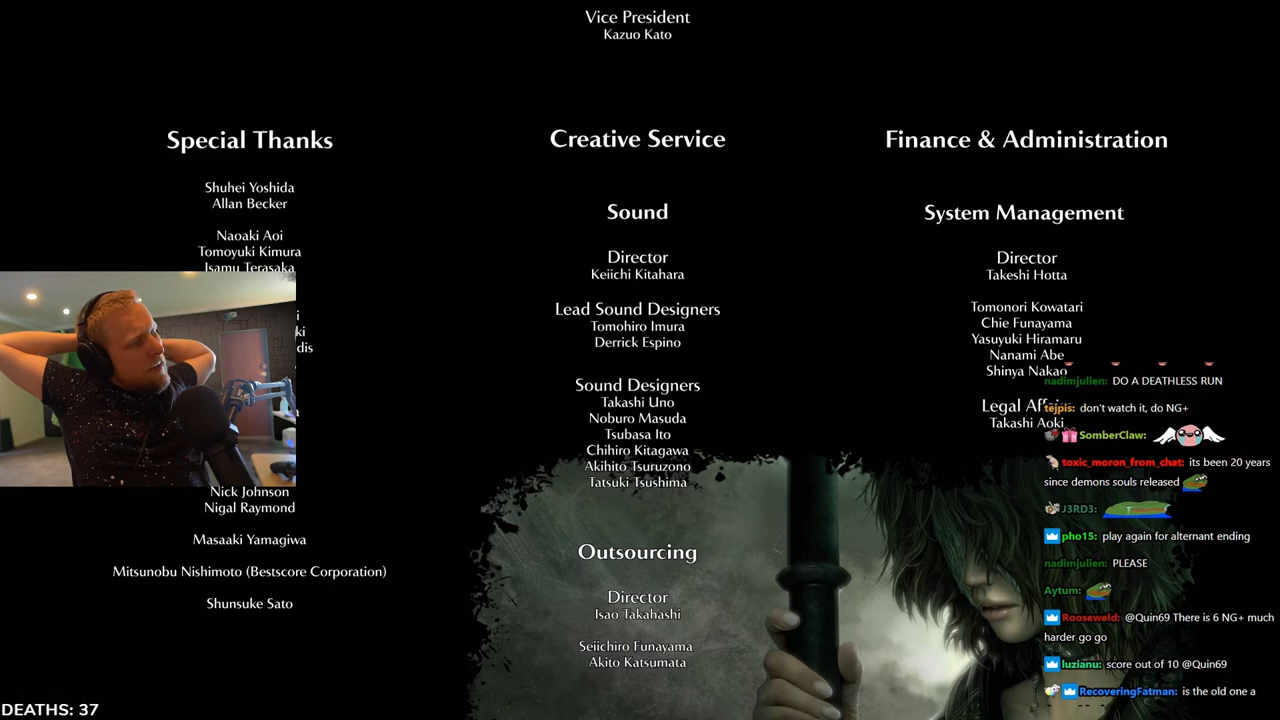 Vice President
Kazuo Kato
Special Thanks
Shuhei Yoshida
Allan Becker
Naoaki Aoi
Tomoyuki Kimura
Isamu Terasaka
Nick Johnson
Nigal Raymond
Masaaki Yamagiwa
Mitsunobu Nishimoto (Bestscore Corporation)
Shunsuke Sato
Creative Service
Sound
Director
Keiichi Kitahara
Lead Sound Designers
Tomohiro Imura
Derrick Espino
Sound Designers
Takashi Uno
Noburo Masuda
Tsubasa Ito
Chihiro Kitagawa
Akihito Tsuruzono
Tatsuki Tsushima
Outsourcing
Director
Isao Takahashi
Seiichiro Funayama
Akito Katsumata
Finance & Administration
System Management
Director
Takeshi Hotta
Tomonori Kowatari
Chie Funayama
Yasuyuki Hiramaru
Nanami Abe
Shinya Nakao
Legal
Takashi Aoki
nadimjulien: DO A DEATHLESS RUN
tejpis: don't watch it, do NG+
SomberClaw:
toxic_moron_from_chat: its been 20 years
since demons souls released
J3RD3:
pho15: play again for alternant ending
nadimjulien: PLEASE
Aytum:
Rooseweld: @Quin69 There is 6 NG+ much
harder go go
luzianu: score out of 10 @Quin69
RecoveringFatman: is the old one a
DEATHS: 37